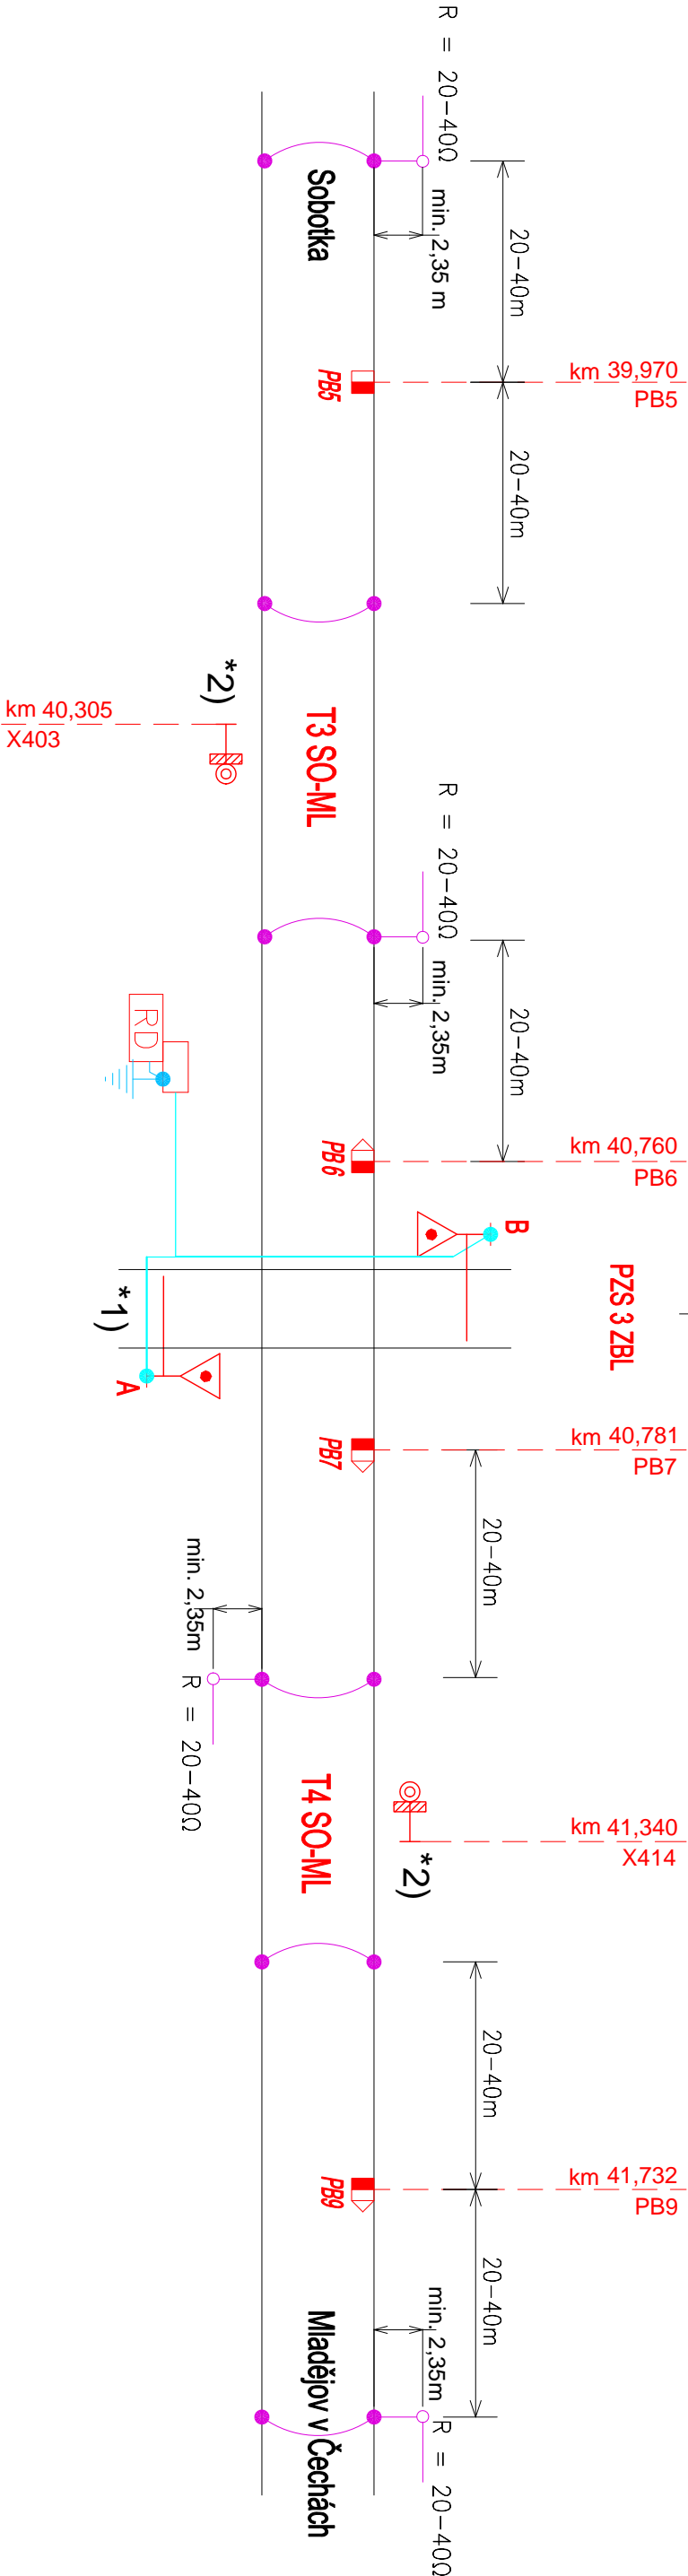 R = 20-40Ω
min. 2,35 m
20-40m
Sobotka
km 39,970
PB5
PB5
20-40m
*2)
km 40,305
X403
T3 SO-ML
R = 20-40Ω
min. 2,35m
20-40m
RD
km 40,760
PB6
PB6
B
PZS 3 ZBL
*1)
A
km 40,781
PB7
PB7
20-40m
min. 2,35m
R = 20-40Ω
T4 SO-ML
km 41,340
X414
*2)
20-40m
km 41,732
PB9
PB9
20-40m
min. 2,35m
Mladějov v Čechách
R = 20-40Ω